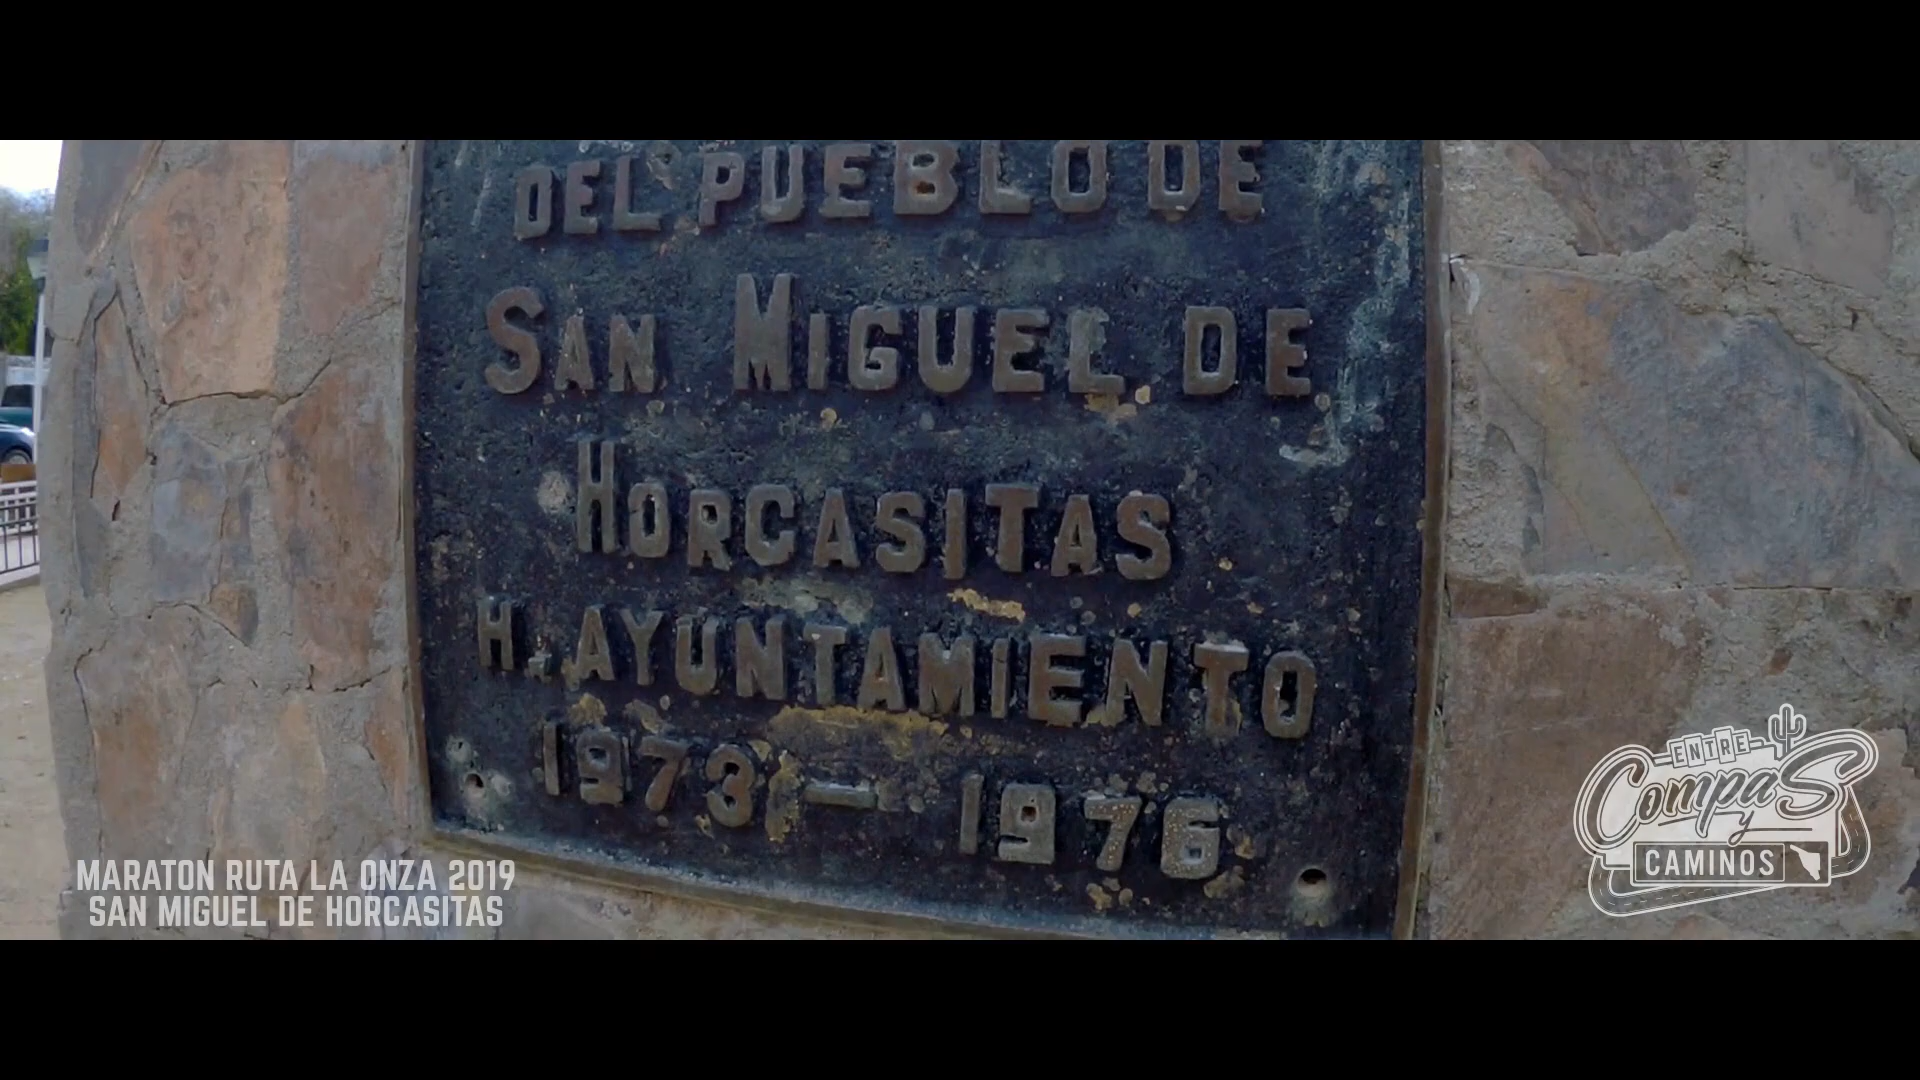 DEL PUEBLO DE
SAN MIGUEL DE
HORCASITAS
H. AYUNTAMIENTO
1973 — 1976
MARATON RUTA LA ONZA 2019
SAN MIGUEL DE HORCASITAS
ENTRE
Compas
y
CAMINOS